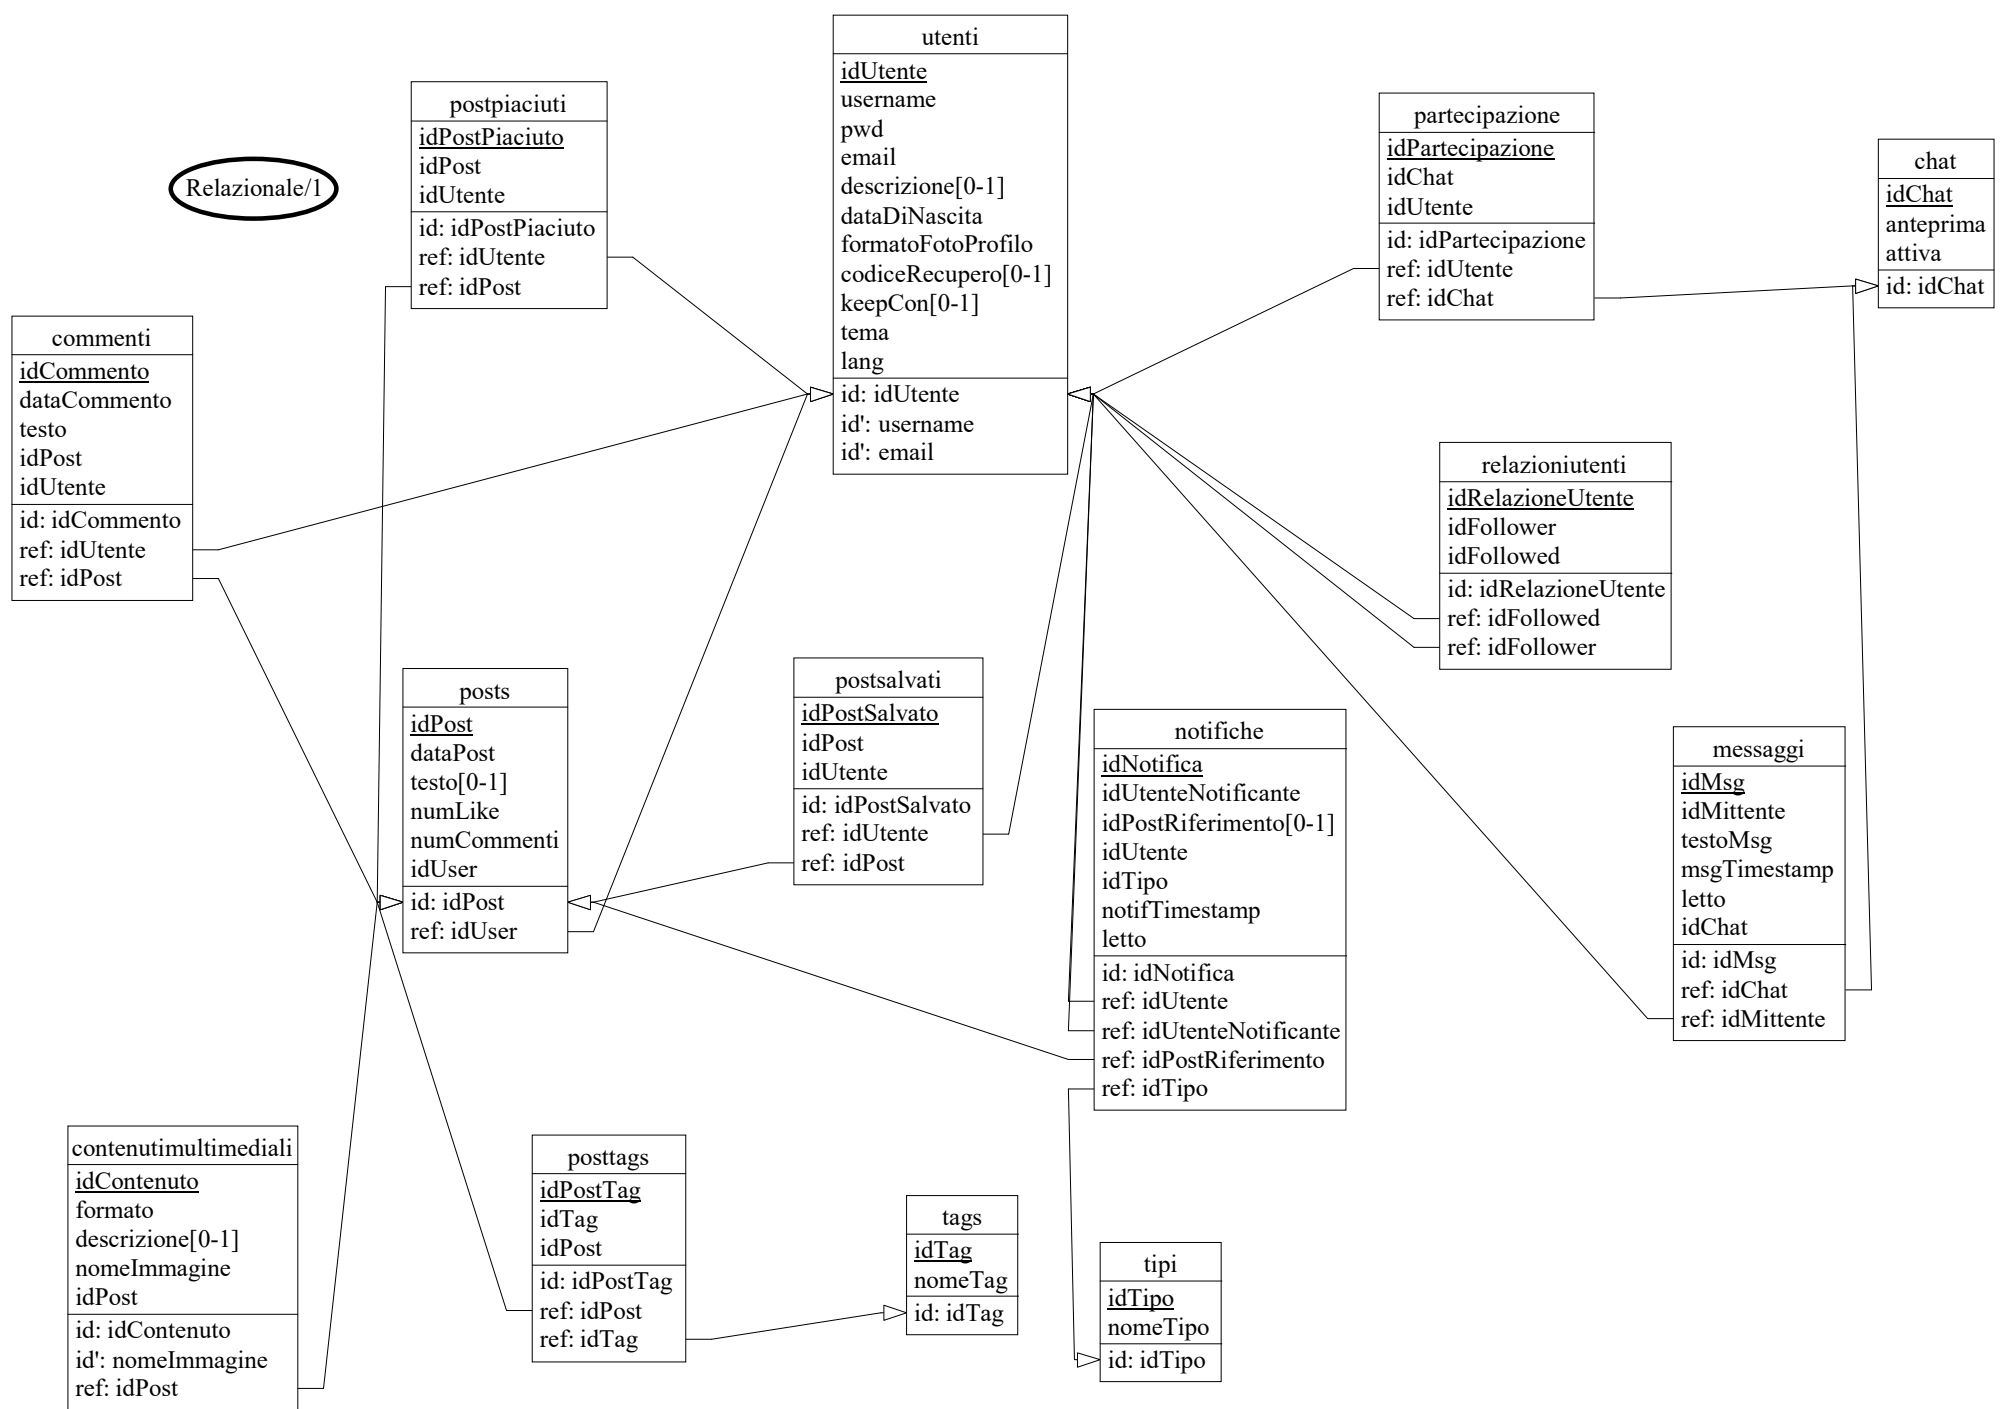 utenti
idUtente
username
pwd
email
descrizione[0-1]
dataDiNascita
formatoFotoProfilo
codiceRecupero[0-1]
keepCon[0-1]
tema
lang
id: idUtente
id': username
id': email
postpiaciuti
idPostPiaciuto
idPost
idUtente
id: idPostPiaciuto
ref: idUtente
ref: idPost
Relazionale/1
partecipazione
idPartecipazione
idChat
idUtente
id: idPartecipazione
ref: idUtente
ref: idChat
chat
idChat
anteprima
attiva
id: idChat
commenti
idCommento
dataCommento
testo
idPost
idUtente
id: idCommento
ref: idUtente
ref: idPost
relazioniutenti
idRelazioneUtente
idFollower
idFollowed
id: idRelazioneUtente
ref: idFollowed
ref: idFollower
posts
idPost
dataPost
testo[0-1]
numLike
numCommenti
idUser
id: idPost
ref: idUser
postsalvati
idPostSalvato
idPost
idUtente
id: idPostSalvato
ref: idUtente
ref: idPost
notifiche
idNotifica
idUtenteNotificante
idPostRiferimento[0-1]
idUtente
idTipo
notifTimestamp
letto
id: idNotifica
ref: idUtente
ref: idUtenteNotificante
ref: idPostRiferimento
ref: idTipo
messaggi
idMsg
idMittente
testoMsg
msgTimestamp
letto
idChat
id: idMsg
ref: idChat
ref: idMittente
contenutimultimediali
idContenuto
formato
descrizione[0-1]
nomeImmagine
idPost
id: idContenuto
id': nomeImmagine
ref: idPost
posttags
idPostTag
idTag
idPost
id: idPostTag
ref: idPost
ref: idTag
tags
idTag
nomeTag
id: idTag
tipi
idTipo
nomeTipo
id: idTipo